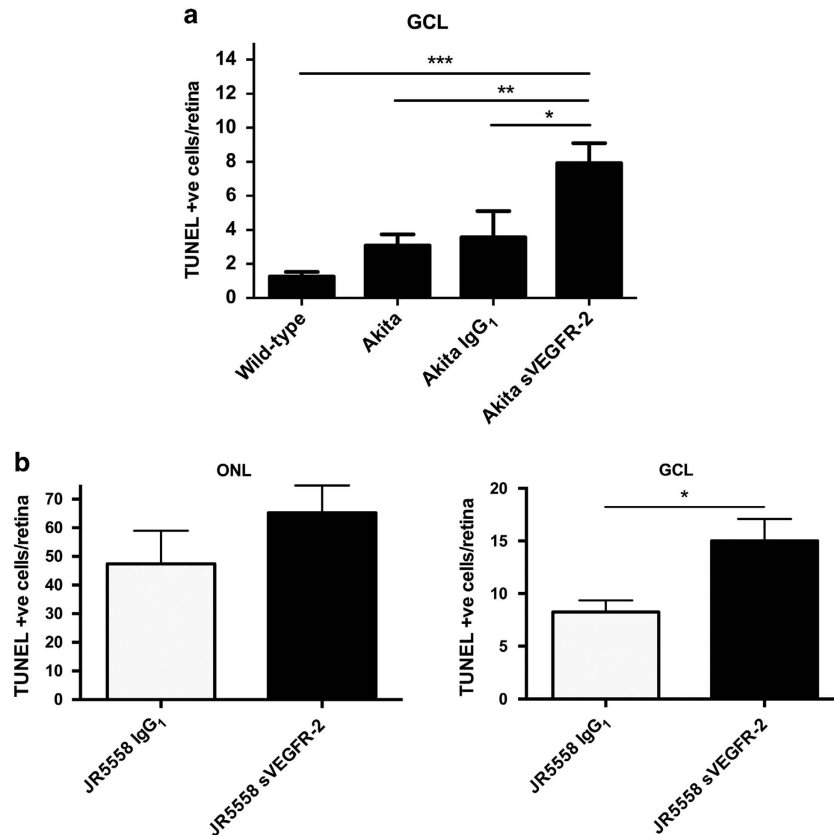 a
GCL
TUNEL +ve cells/retina
14
12
10
8
6
4
2
0
***
**
*
Wild-type
Akita
Akita IgG₁
Akita sVEGFR-2
b
ONL
TUNEL +ve cells/retina
70
60
50
40
30
20
10
0
JR5558 IgG₁
JR5558 sVEGFR-2
GCL
TUNEL +ve cells/retina
20
15
10
5
0
*
JR5558 IgG₁
JR5558 sVEGFR-2